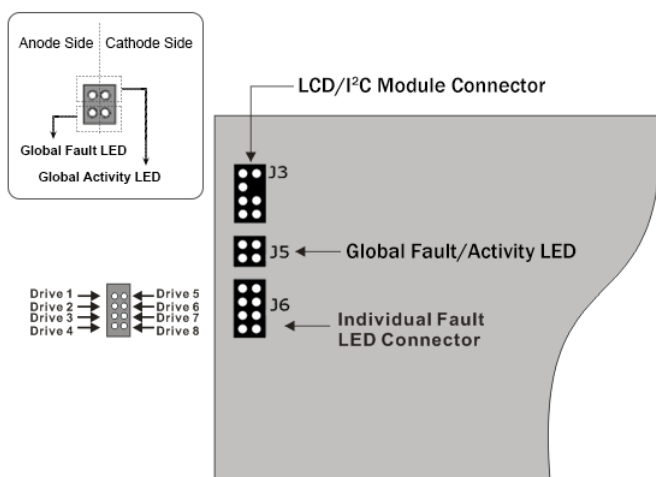 Anode Side Cathode Side
Global Fault LED
Global Activity LED
LCD/I²C Module Connector
J3
J5
Global Fault/Activity LED
J6
Individual Fault
LED Connector
Drive 1 Drive 5
Drive 2 Drive 6
Drive 3 Drive 7
Drive 4 Drive 8